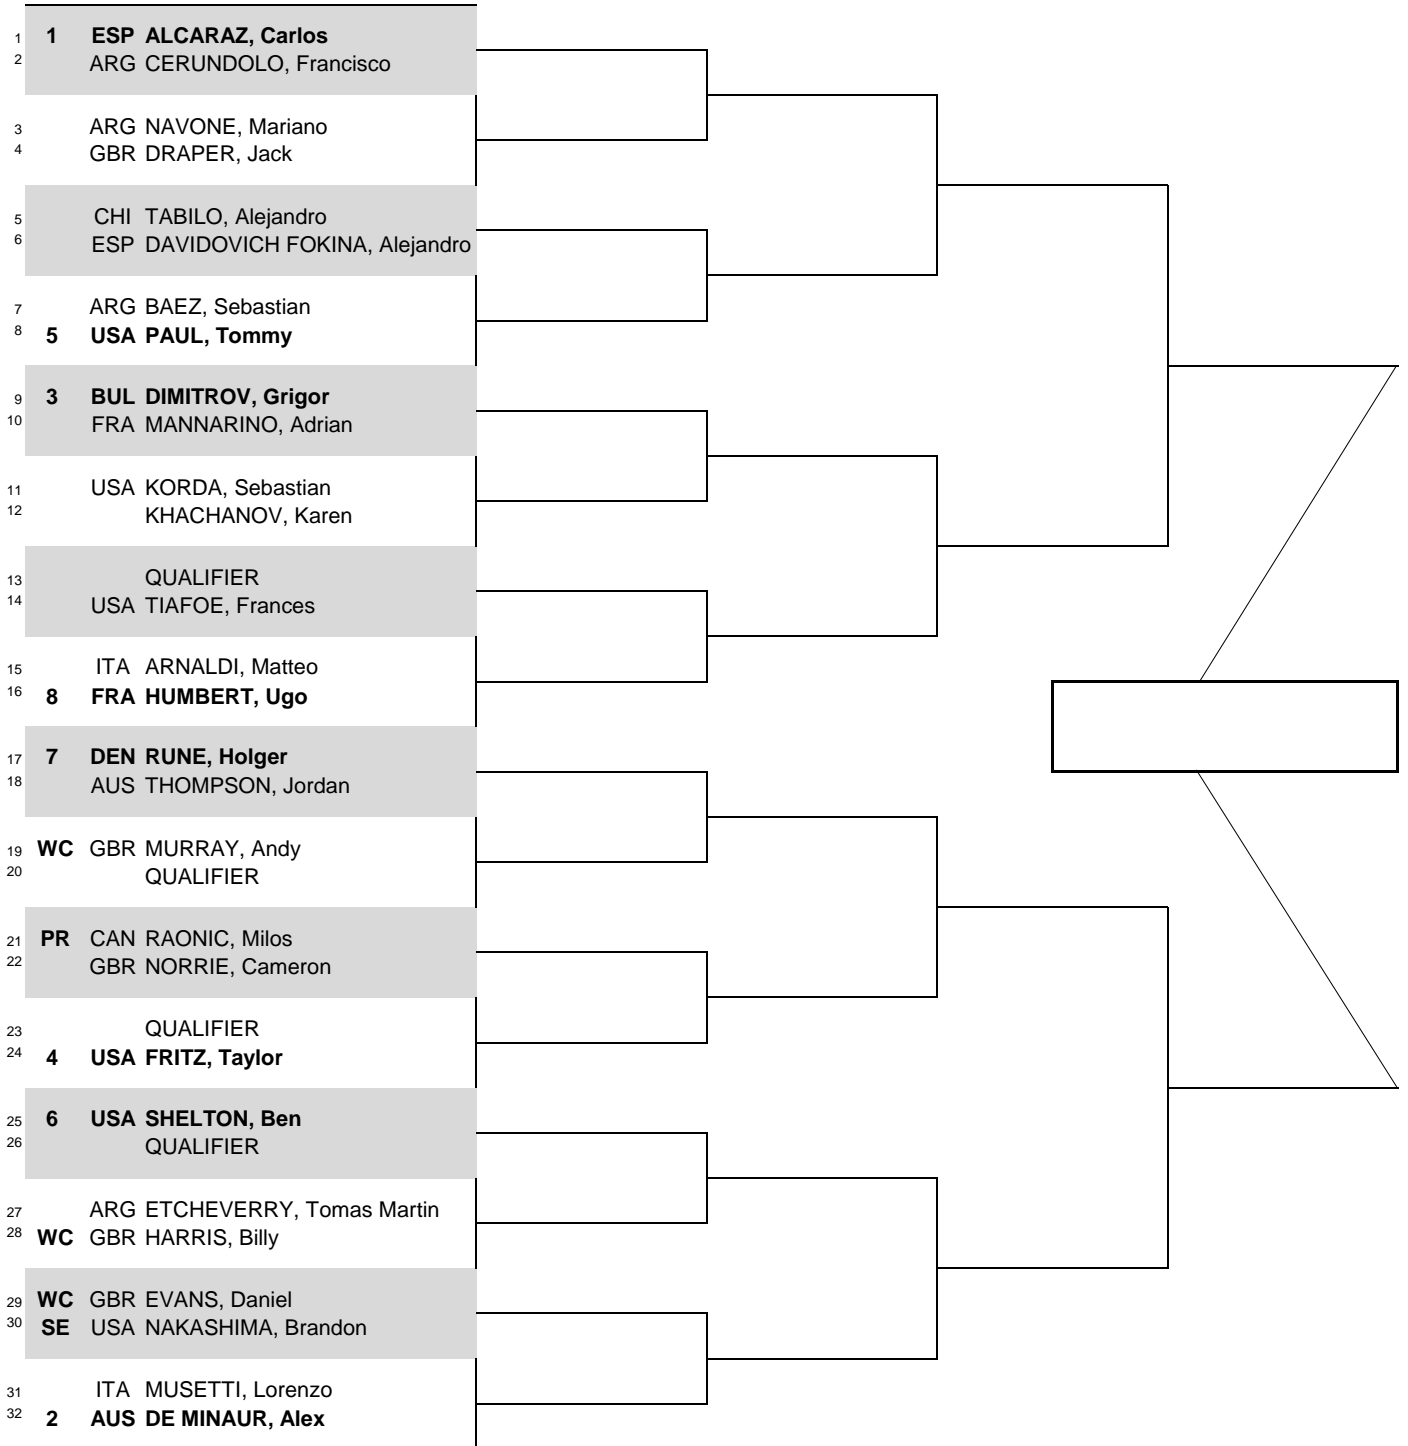 1 1 ESP ALCARAZ, Carlos
2 ARG CERUNDOLO, Francisco
3 ARG NAVONE, Mariano
4 GBR DRAPER, Jack
5 CHI TABILO, Alejandro
6 ESP DAVIDOVICH FOKINA, Alejandro
7 ARG BAEZ, Sebastian
8 5 USA PAUL, Tommy
9 3 BUL DIMITROV, Grigor
10 FRA MANNARINO, Adrian
11 USA KORDA, Sebastian
12 KHACHANOV, Karen
13 QUALIFIER
14 USA TIAFOE, Frances
15 ITA ARNALDI, Matteo
16 8 FRA HUMBERT, Ugo
17 7 DEN RUNE, Holger
18 AUS THOMPSON, Jordan
19 WC GBR MURRAY, Andy
20 QUALIFIER
21 PR CAN RAONIC, Milos
22 GBR NORRIE, Cameron
23 QUALIFIER
24 4 USA FRITZ, Taylor
25 6 USA SHELTON, Ben
26 QUALIFIER
27 ARG ETCHEVERRY, Tomas Martin
28 WC GBR HARRIS, Billy
29 WC GBR EVANS, Daniel
30 SE USA NAKASHIMA, Brandon
31 ITA MUSETTI, Lorenzo
32 2 AUS DE MINAUR, Alex